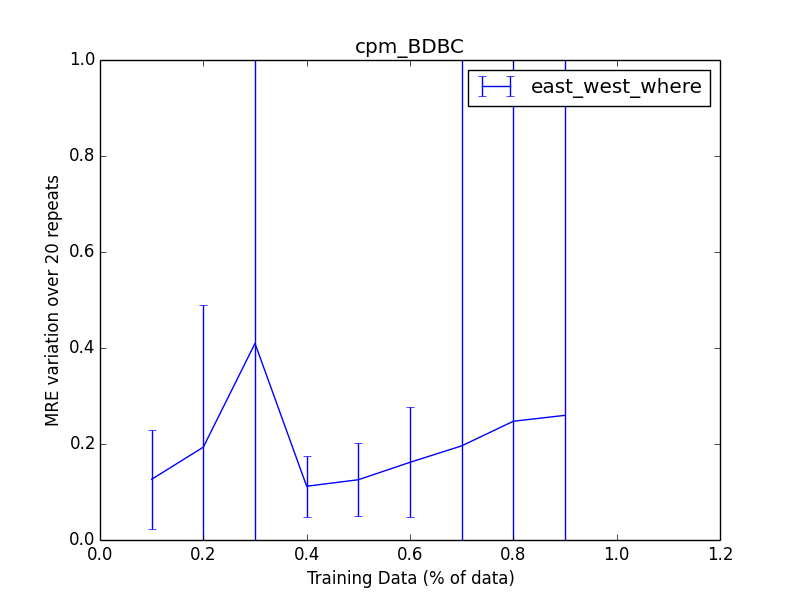 cpm_BDBC
east_west_where
MRE variation over 20 repeats
1.0
0.8
0.6
0.4
0.2
0.0
0.0 0.2 0.4 0.6 0.8 1.0 1.2
Training Data (% of data)